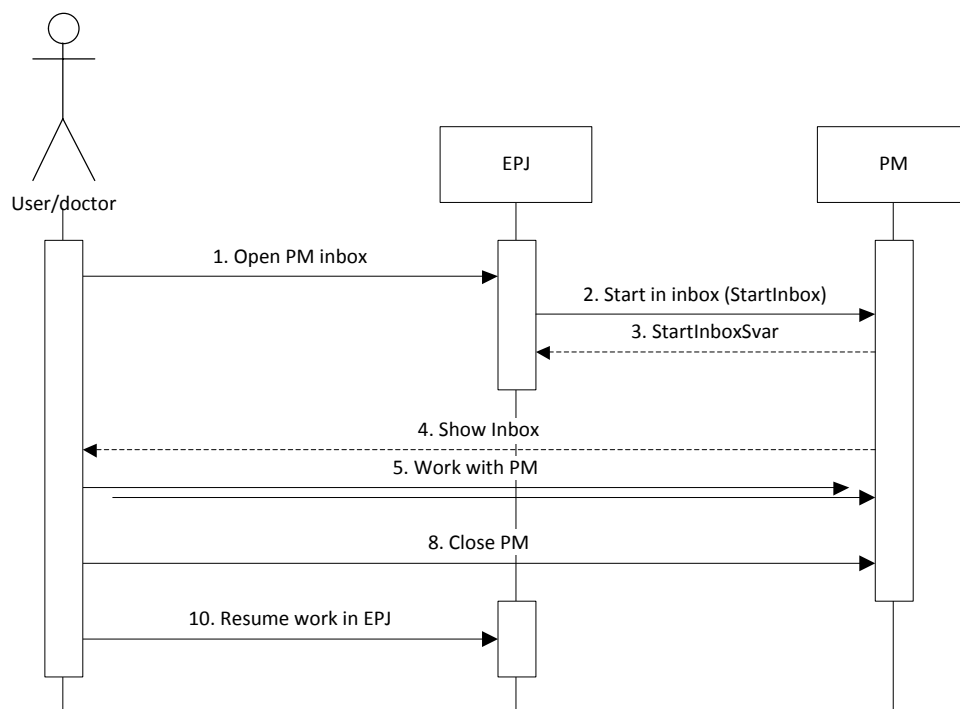 EPJ
PM
User/doctor
1. Open PM inbox
2. Start in inbox (StartInbox)
3. StartInboxSvar
4. Show Inbox
5. Work with PM
8. Close PM
10. Resume work in EPJ